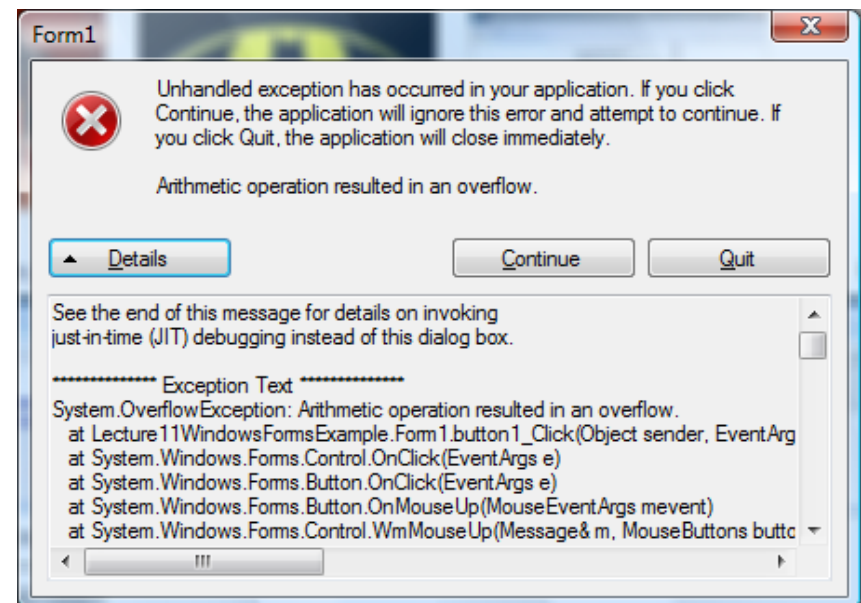 Form1
Unhandled exception has occurred in your application. If you click
Continue, the application will ignore this error and attempt to continue. If
you click Quit, the application will close immediately.
Arithmetic operation resulted in an overflow.
Details
Continue
Quit
See the end of this message for details on invoking
just-in-time (JIT) debugging instead of this dialog box.
************** Exception Text **************
System.OverflowException: Arithmetic operation resulted in an overflow.
at Lecture11WindowsFormsExample.Form1.button1_Click(Object sender, EventArg
at System.Windows.Forms.Control.OnClick(EventArgs e)
at System.Windows.Forms.Button.OnClick(EventArgs e)
at System.Windows.Forms.Button.OnMouseUp(MouseEventArgs mevent)
at System.Windows.Forms.Control.WmMouseUp(Message& m, MouseButtons butto